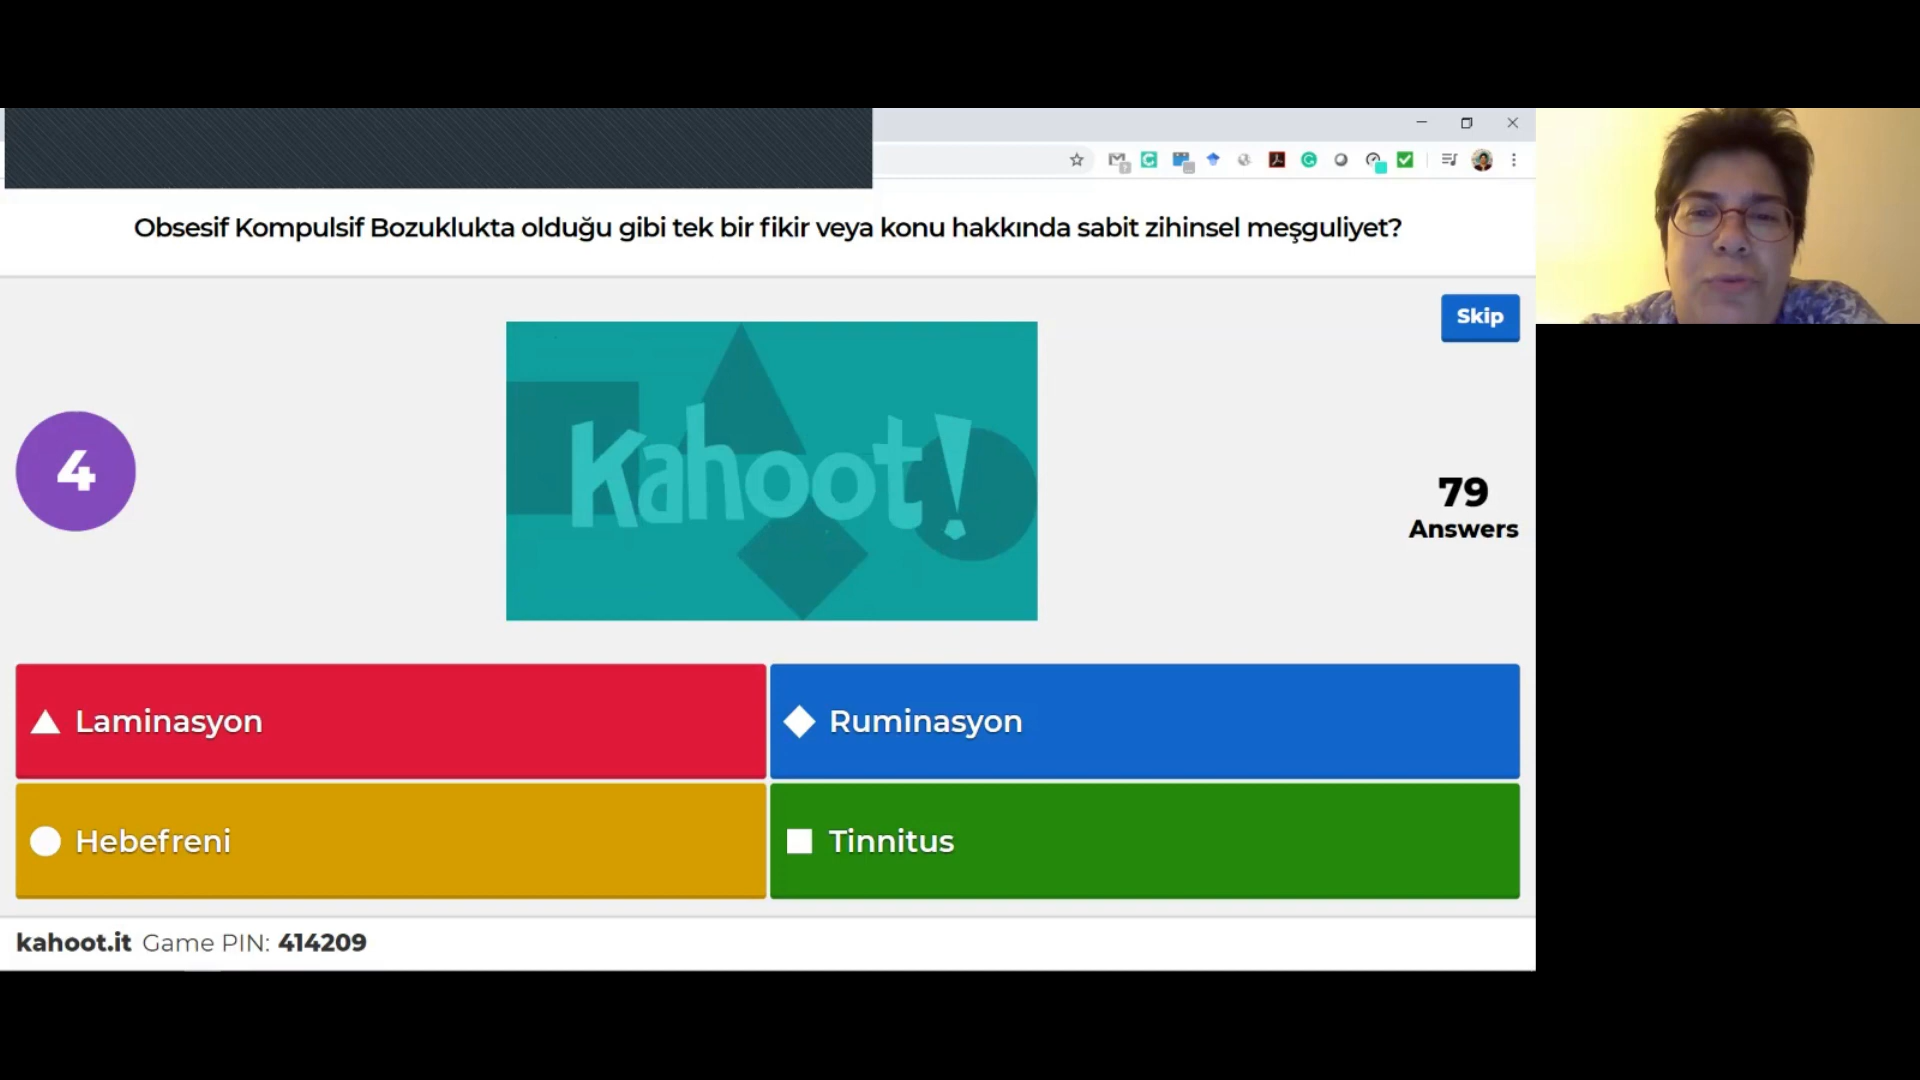 Obsesif Kompulsif Bozuklukta olduğu gibi tek bir fikir veya konu hakkında sabit zihinsel meşguliyet?
Skip
4
Kahoot!
79
Answers
Laminasyon
Ruminasyon
Hebefreni
Tinnitus
kahoot.it Game PIN: 414209